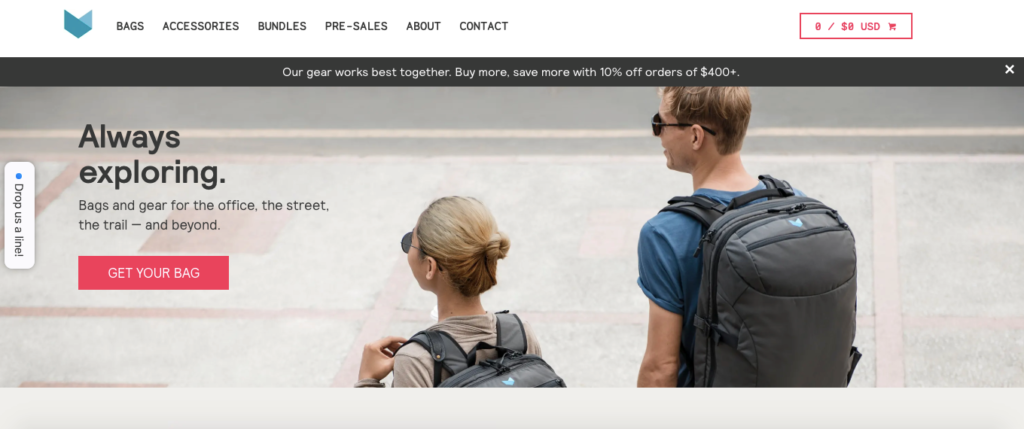 BAGS ACCESSORIES BUNDLES PRE-SALES ABOUT CONTACT 0 / $0 USD
Our gear works best together. Buy more, save more with 10% off orders of $400+.
Always
exploring.
Bags and gear for the office, the street,
the trail — and beyond.
GET YOUR BAG
Drop us a line!